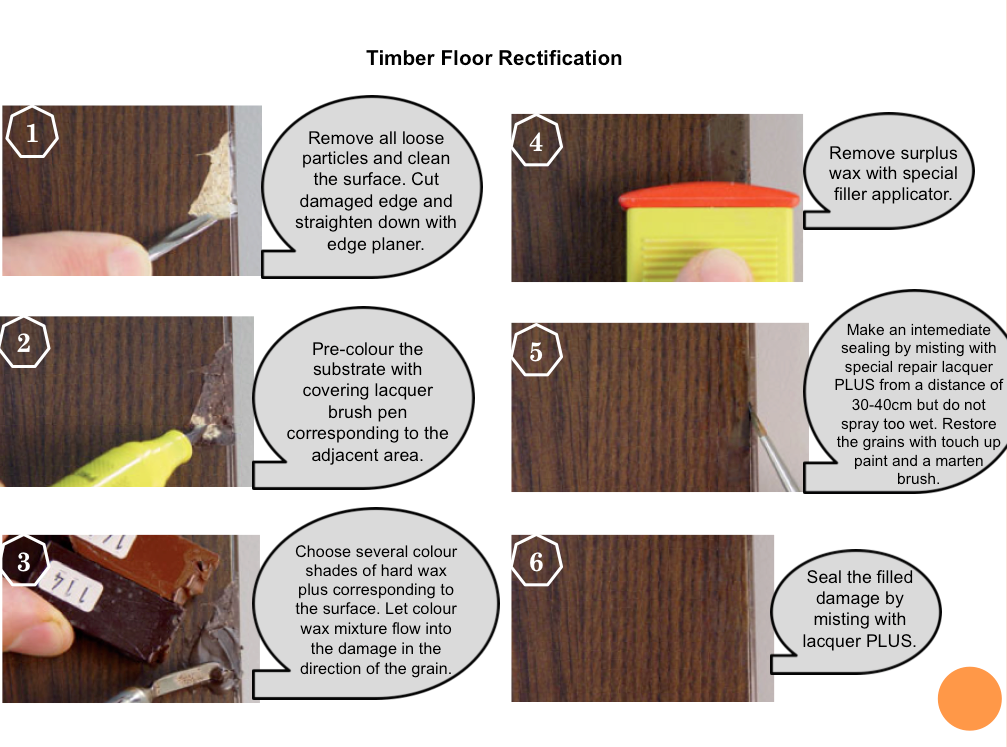 Timber Floor Rectification
1
Remove all loose
particles and clean
the surface. Cut
damaged edge and
straighten down with
edge planer.
2
Pre-colour the
substrate with
covering lacquer
brush pen
corresponding to the
adjacent area.
3
114
Choose several colour
shades of hard wax
plus corresponding to
the surface. Let colour
wax mixture flow into
the damage in the
direction of the grain.
4
Remove surplus
wax with special
filler applicator.
5
Make an intemediate
sealing by misting with
special repair lacquer
PLUS from a distance of
30-40cm but do not
spray too wet. Restore
the grains with touch up
paint and a marten
brush.
6
Seal the filled
damage by
misting with
lacquer PLUS.